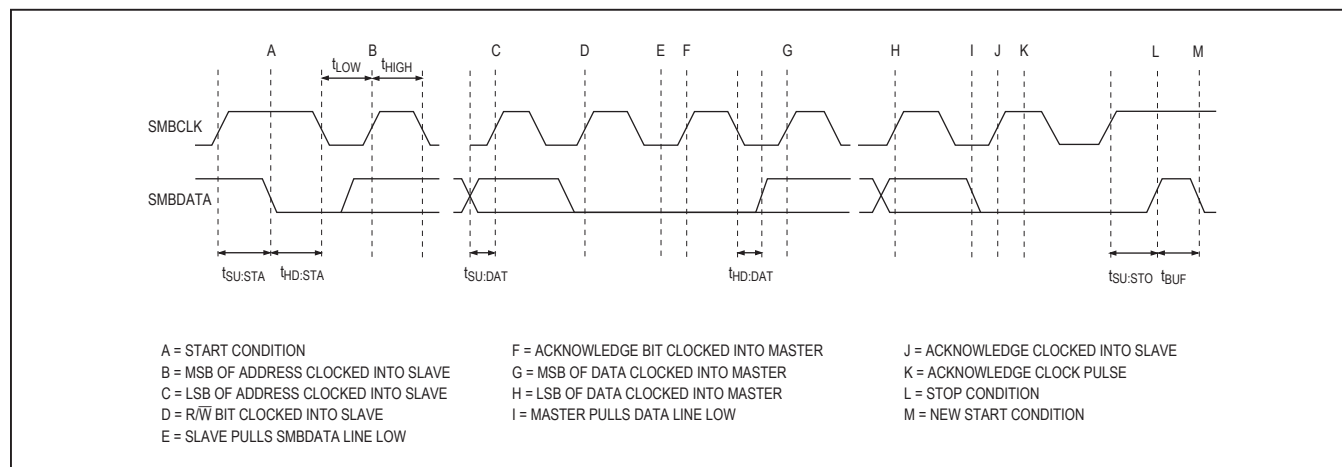 A B C D E F G H I J K L M
tLOW tHIGH
SMBCLK
SMBDATA
tSU:STA tHD:STA tSU:DAT tHD:DAT tSU:STO tBUF
A = START CONDITION
B = MSB OF ADDRESS CLOCKED INTO SLAVE
C = LSB OF ADDRESS CLOCKED INTO SLAVE
D = R/W̅ BIT CLOCKED INTO SLAVE
E = SLAVE PULLS SMBDATA LINE LOW
F = ACKNOWLEDGE BIT CLOCKED INTO MASTER
G = MSB OF DATA CLOCKED INTO MASTER
H = LSB OF DATA CLOCKED INTO MASTER
I = MASTER PULLS DATA LINE LOW
J = ACKNOWLEDGE CLOCKED INTO SLAVE
K = ACKNOWLEDGE CLOCK PULSE
L = STOP CONDITION
M = NEW START CONDITION